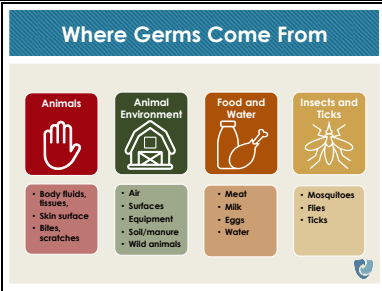 Where Germs Come From
Animals
• Body fluids,
tissues,
• Skin surface
• Bites,
scratches
Animal
Environment
• Air
• Surfaces
• Equipment
• Soil/manure
• Wild animals
Food and
Water
• Meat
• Milk
• Eggs
• Water
Insects and
Ticks
• Mosquitoes
• Flies
• Ticks